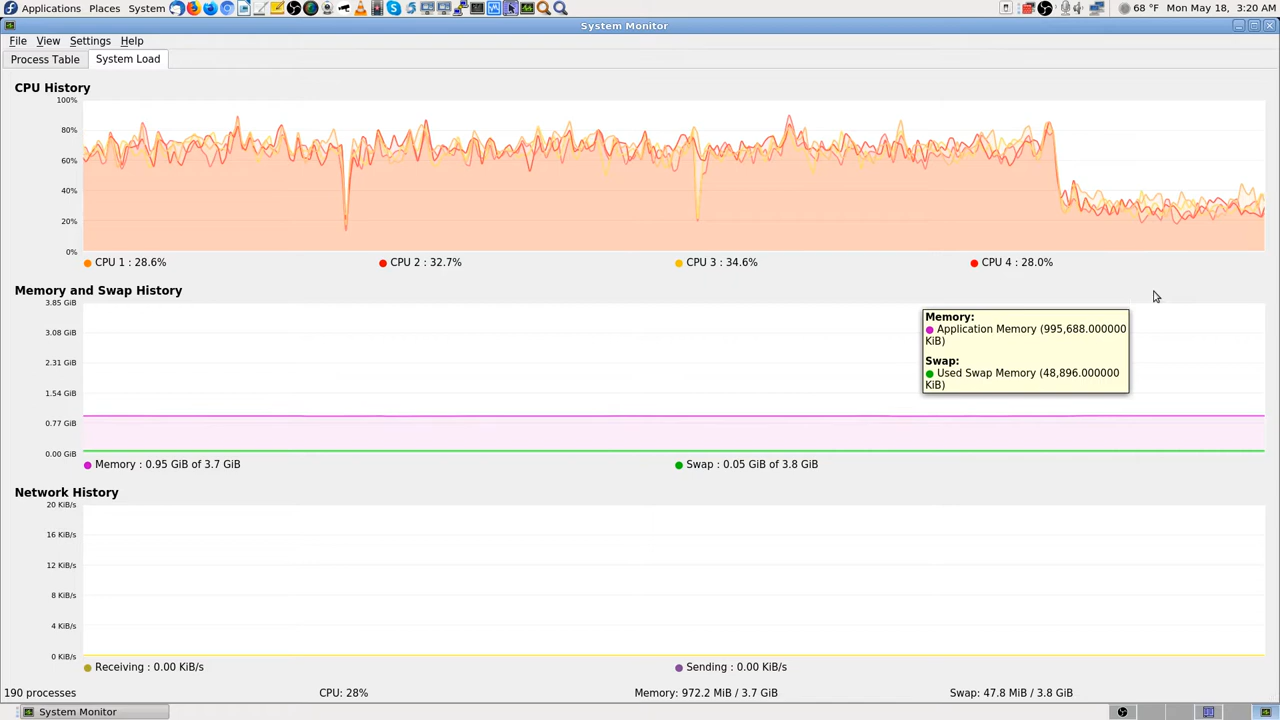 Applications Places System 68 °F Mon May 18, 3:20 AM
System Monitor
File View Settings Help
Process Table System Load
CPU History
100%
80%
60%
40%
20%
0%
CPU 1 : 28.6% CPU 2 : 32.7% CPU 3 : 34.6% CPU 4 : 28.0%
Memory and Swap History
3.85 GiB
3.08 GiB
2.31 GiB
1.54 GiB
0.77 GiB
0.00 GiB
Memory:
Application Memory (995,688.000000
KiB)
Swap:
Used Swap Memory (48,896.000000
KiB)
Memory : 0.95 GiB of 3.7 GiB Swap : 0.05 GiB of 3.8 GiB
Network History
20 KiB/s
16 KiB/s
12 KiB/s
8 KiB/s
4 KiB/s
0 KiB/s
Receiving : 0.00 KiB/s Sending : 0.00 KiB/s
190 processes CPU: 28% Memory: 972.2 MiB / 3.7 GiB Swap: 47.8 MiB / 3.8 GiB
System Monitor